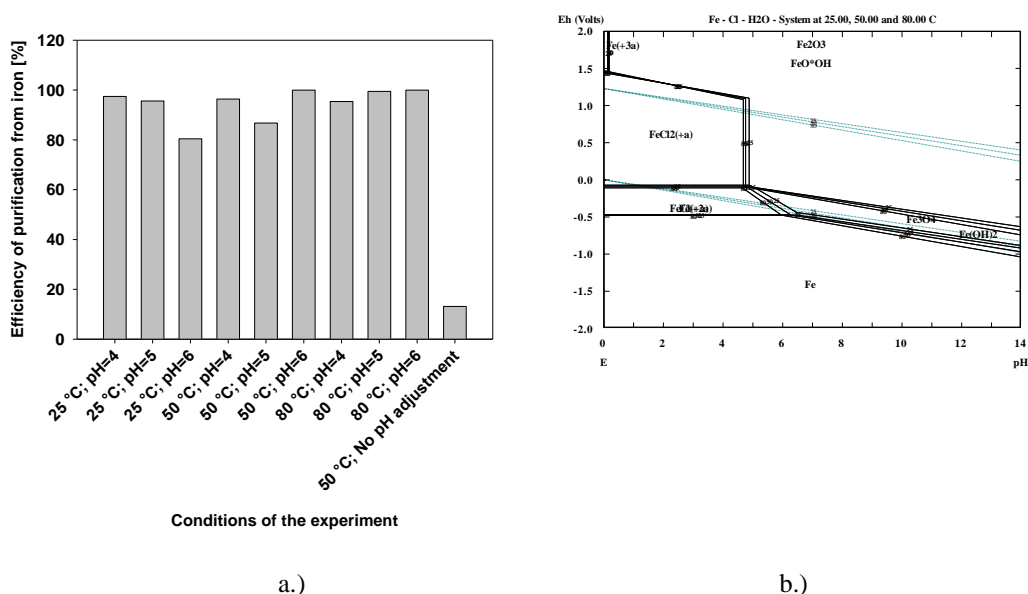 120
100
80
60
40
20
0
Efficiency of purification from iron [%]
25 °C; pH=4
25 °C; pH=5
25 °C; pH=6
50 °C; pH=4
50 °C; pH=5
50 °C; pH=6
80 °C; pH=4
80 °C; pH=5
80 °C; pH=6
50 °C; No pH adjustment
Conditions of the experiment
a.)
Eh (Volts)
Fe - Cl - H2O - System at 25.00, 50.00 and 80.00 C
2.0
1.5
1.0
0.5
0.0
-0.5
-1.0
-1.5
-2.0
Fe(+3a)
Fe2O3
FeO*OH
FeCl2(+a)
Fe3O4
Fe(OH)2
Fe
0
2
4
6
8
10
12
14
E
pH
b.)